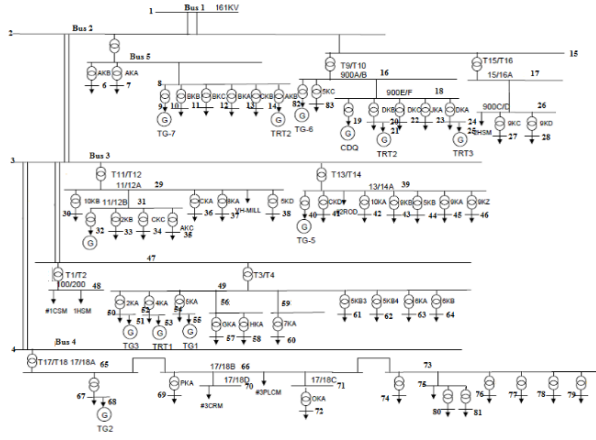 1 Bus 1 161KV
2 Bus 2
15
T9/T10 T15/T16
Bus 5 900A/B 16 15/16A 17
AKB AKA
6 7
8
BKB BKC BKA CKB AKB 5KC
9 10 11 12 13 14 82 83
TG-7 TRT2 TG-6
900E/F 18 900C/D 26
DKB DKC JKA DKA
19 20 21 22 23 24 25
CDQ TRT2 TRT3
9KC 9KD
27 28
3 Bus 3
T11/T12 T13/T14
11/12A 29 13/14A 39
10KB 11/12B 31 CKA 8KA VH-MILL 5KD
30 2KB CKC AKC 36 37 38
32 33 34 35
CKD 10KA 9KB 5KB 9KA 9KZ
40 41 42 43 44 45 46
TG-5
47
T1/T2 T3/T4
100/200 48 49
#1CSM 1HSM
2KA 4KA 5KA 56 59 5KB3 5KB4 6KA 6KB
50 51 52 53 54 55 GKA HKA 7KA 61 62 63 64
TG3 TRT1 TG1 57 58 60
4 Bus 4
T17/T18 17/18A 65 17/18B 66 73
67 68 PKA 17/18D 70 #3PLCM 17/18C 71
TG2 69 #3CRM OKA 72
74 75 76 77 78 79
80 81